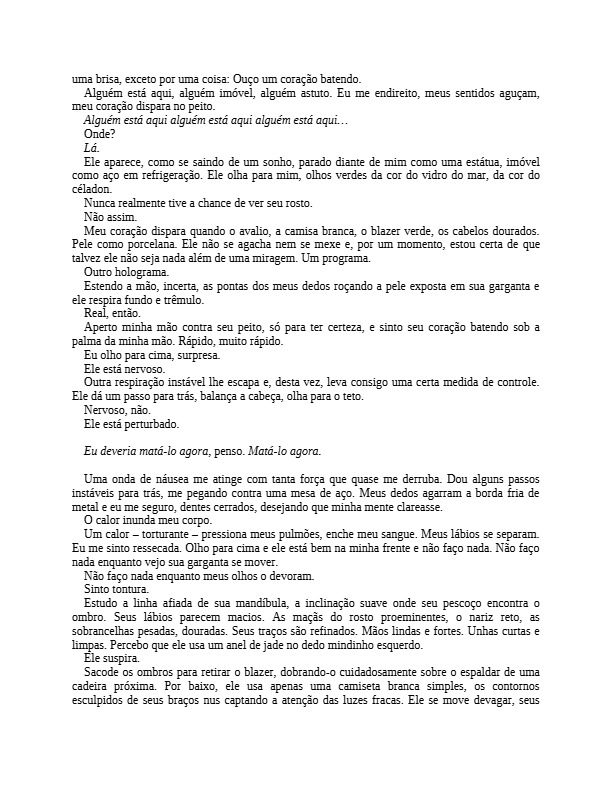 uma brisa, exceto por uma coisa: Ouço um coração batendo.
Alguém está aqui, alguém imóvel, alguém astuto. Eu me endireito, meus sentidos aguçam,
meu coração dispara no peito.
Alguém está aqui alguém está aqui alguém está aqui…
Onde?
Lá.
Ele aparece, como se saindo de um sonho, parado diante de mim como uma estátua, imóvel
como aço em refrigeração. Ele olha para mim, olhos verdes da cor do vidro do mar, da cor do
céladon.
Nunca realmente tive a chance de ver seu rosto.
Não assim.
Meu coração dispara quando o avalio, a camisa branca, o blazer verde, os cabelos dourados.
Pele como porcelana. Ele não se agacha nem se mexe e, por um momento, estou certa de que
talvez ele não seja nada além de uma miragem. Um programa.
Outro holograma.
Estendo a mão, incerta, as pontas dos meus dedos roçando a pele exposta em sua garganta e
ele respira fundo e trêmulo.
Real, então.
Aperto minha mão contra seu peito, só para ter certeza, e sinto seu coração batendo sob a
palma da minha mão. Rápido, muito rápido.
Eu olho para cima, surpresa.
Ele está nervoso.
Outra respiração instável lhe escapa e, desta vez, leva consigo uma certa medida de controle.
Ele dá um passo para trás, balança a cabeça, olha para o teto.
Nervoso, não.
Ele está perturbado.
Eu deveria matá-lo agora, penso. Matá-lo agora.
Uma onda de náusea me atinge com tanta força que quase me derruba. Dou alguns passos
instáveis para trás, me pegando contra uma mesa de aço. Meus dedos agarram a borda fria de
metal e eu me seguro, dentes cerrados, desejando que minha mente clareasse.
O calor inunda meu corpo.
Um calor – torturante – pressiona meus pulmões, enche meu sangue. Meus lábios se separam.
Eu me sinto ressecada. Olho para cima e ele está bem na minha frente e não faço nada. Não faço
nada enquanto vejo sua garganta se mover.
Não faço nada enquanto meus olhos o devoram.
Sinto tontura.
Estudo a linha afiada de sua mandíbula, a inclinação suave onde seu pescoço encontra o
ombro. Seus lábios parecem macios. As maçãs do rosto proeminentes, o nariz reto, as
sobrancelhas pesadas, douradas. Seus traços são refinados. Mãos lindas e fortes. Unhas curtas e
limpas. Percebo que ele usa um anel de jade no dedo mindinho esquerdo.
Ele suspira.
Sacode os ombros para retirar o blazer, dobrando-o cuidadosamente sobre o espaldar de uma
cadeira próxima. Por baixo, ele usa apenas uma camiseta branca simples, os contornos
esculpidos de seus braços nus captando a atenção das luzes fracas. Ele se move devagar, seus